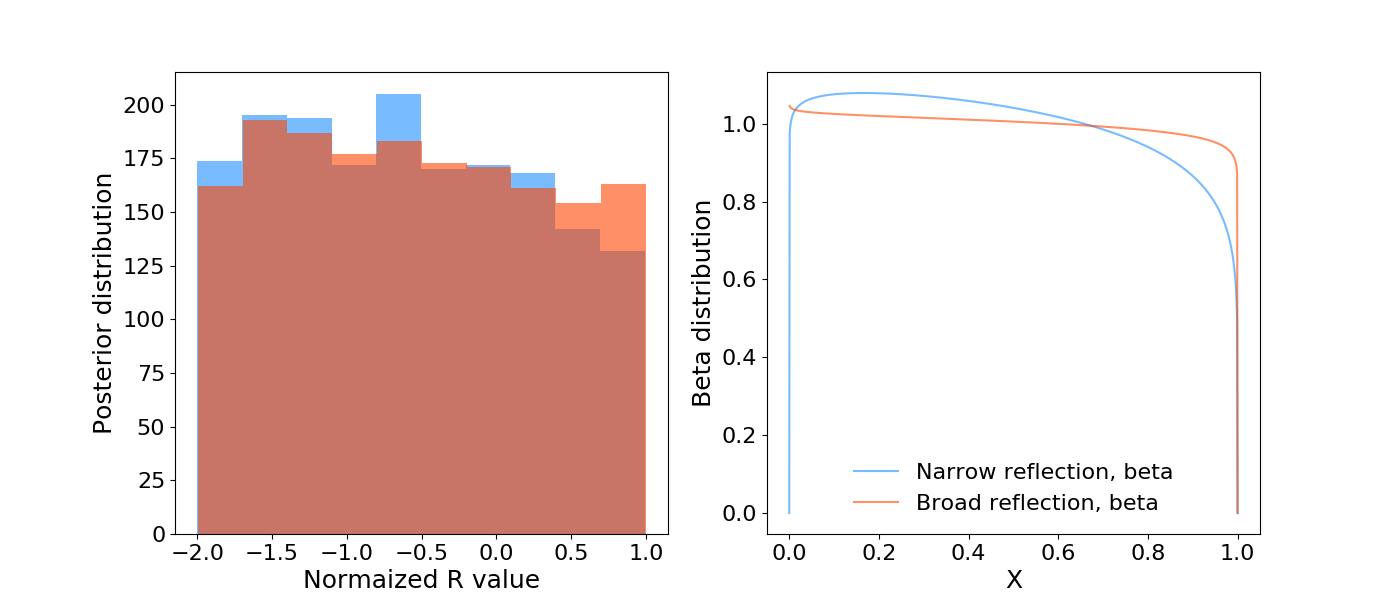 Posterior distribution
200
175
150
125
100
75
50
25
0
−2.0 −1.5 −1.0 −0.5 0.0 0.5 1.0
Normaized R value
Beta distribution
1.0
0.8
0.6
0.4
0.2
0.0
Narrow reflection, beta
Broad reflection, beta
0.0 0.2 0.4 0.6 0.8 1.0
X